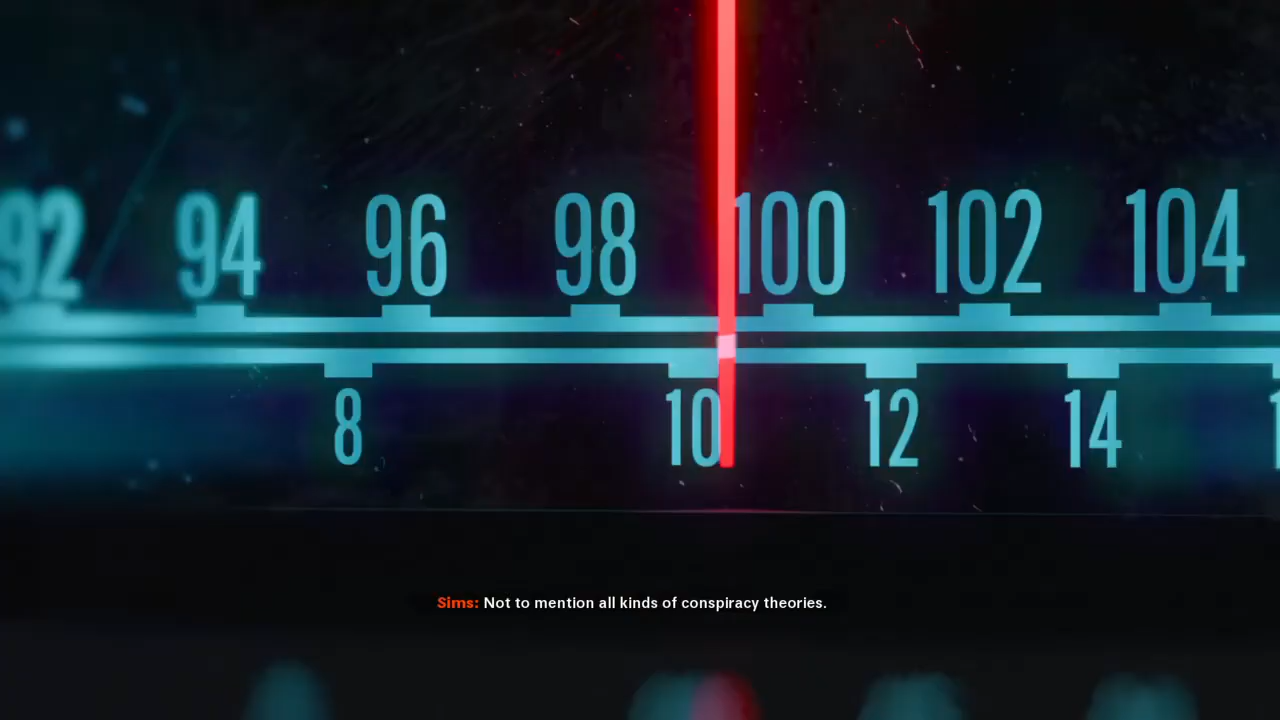 92 94 96 98 100 102 104
8 10 12 14
Sims: Not to mention all kinds of conspiracy theories.